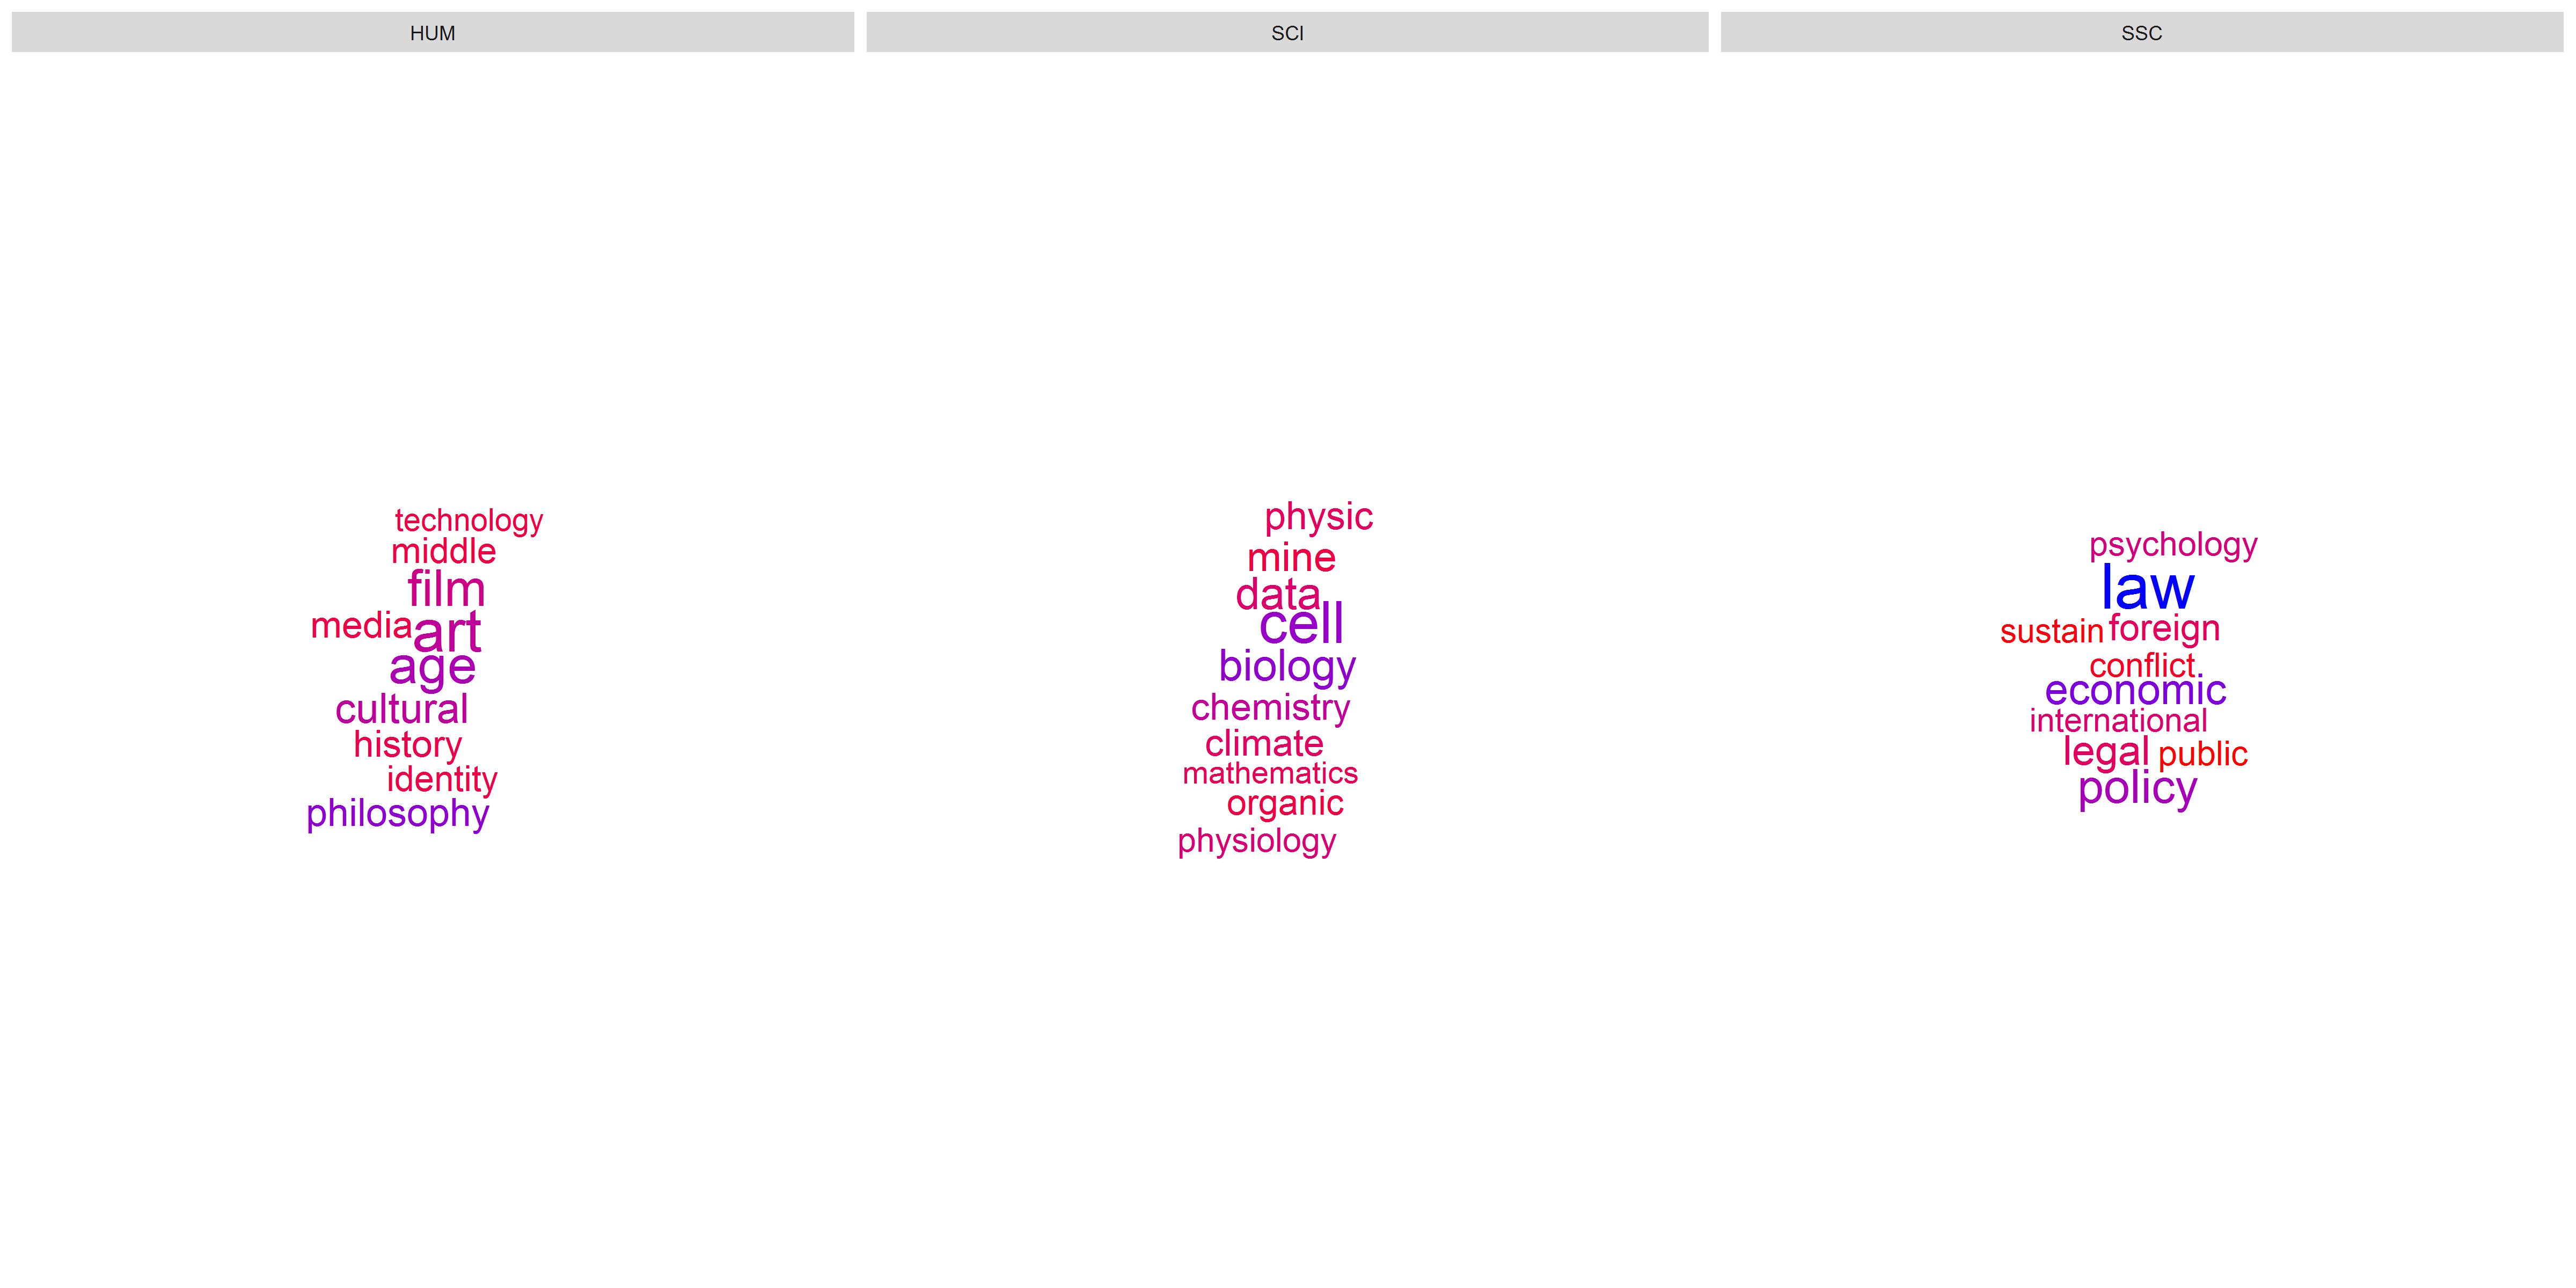 HUM
technology
middle
film
media art
age
cultural
history
identity
philosophy
SCI
physic
mine
data
cell
biology
chemistry
climate
mathematics
organic
physiology
SSC
psychology
law
sustain foreign
conflict
economic
international
legal public
policy